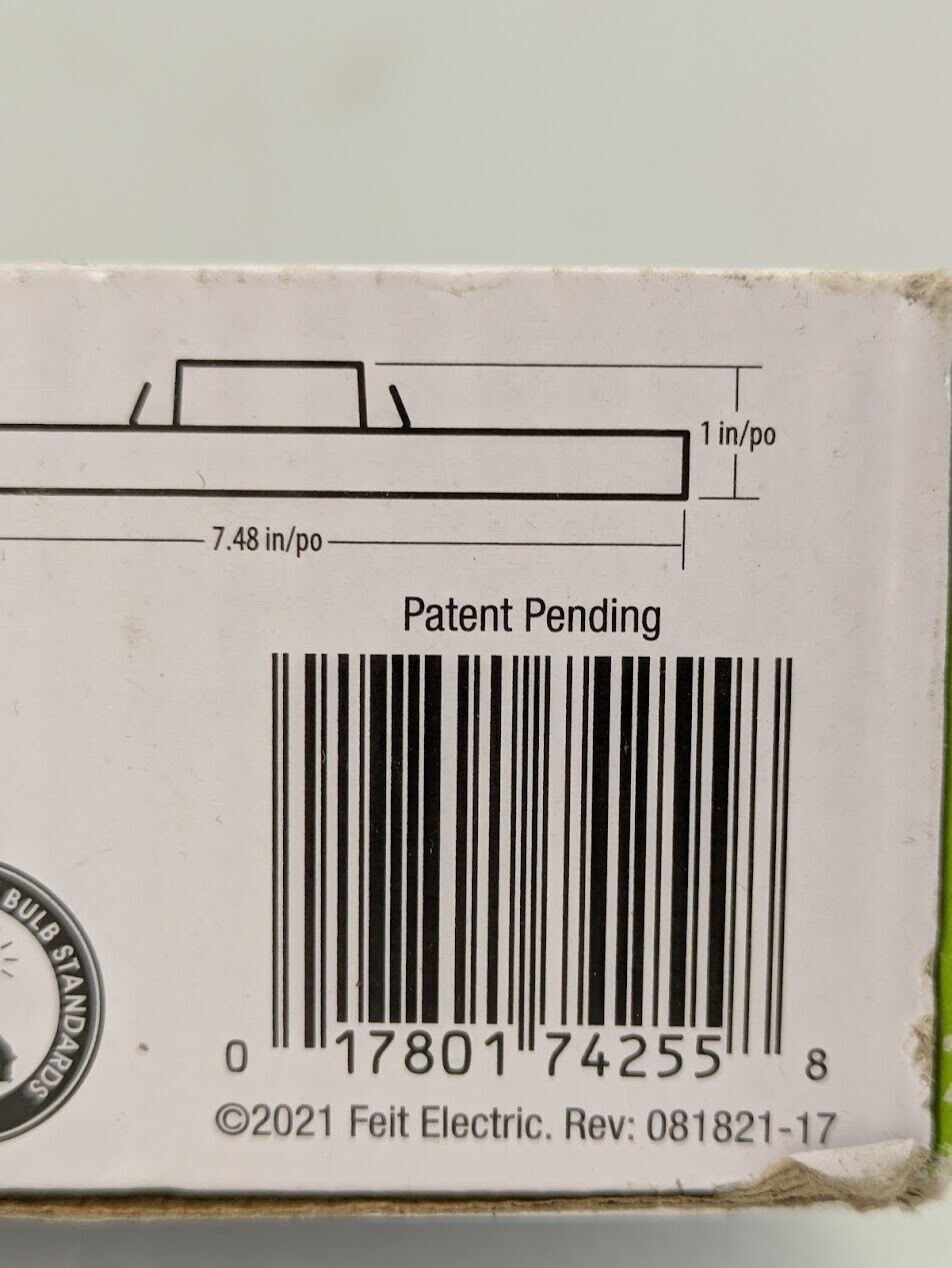 1 in/po
7.48 in/po
Patent Pending
BULB STANDARDS
0 17801 74255 8
©2021 Feit Electric. Rev: 081821-17